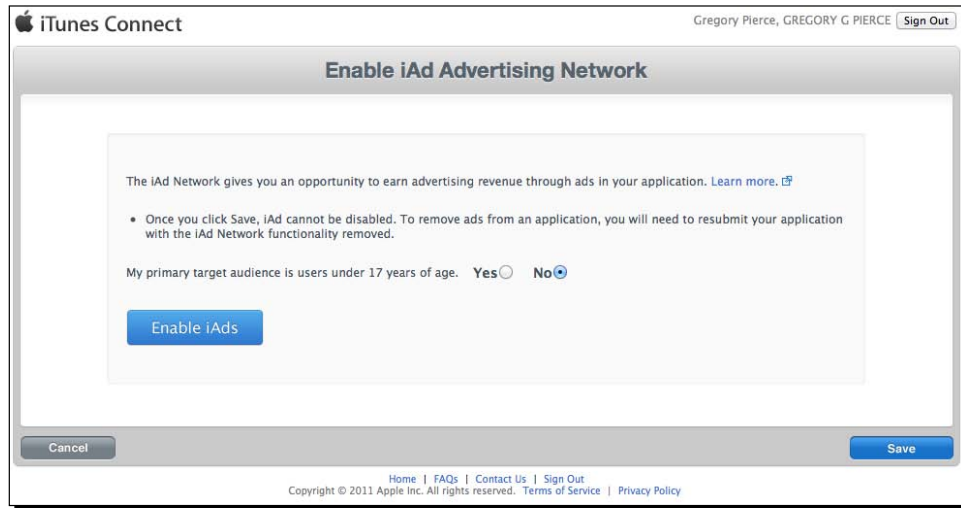 iTunes Connect
Gregory Pierce, GREGORY G PIERCE Sign Out
Enable iAd Advertising Network
The iAd Network gives you an opportunity to earn advertising revenue through ads in your application. Learn more.
• Once you click Save, iAd cannot be disabled. To remove ads from an application, you will need to resubmit your application
with the iAd Network functionality removed.
My primary target audience is users under 17 years of age. Yes No
Enable iAds
Cancel
Save
Home | FAQs | Contact Us | Sign Out
Copyright © 2011 Apple Inc. All rights reserved. Terms of Service | Privacy Policy